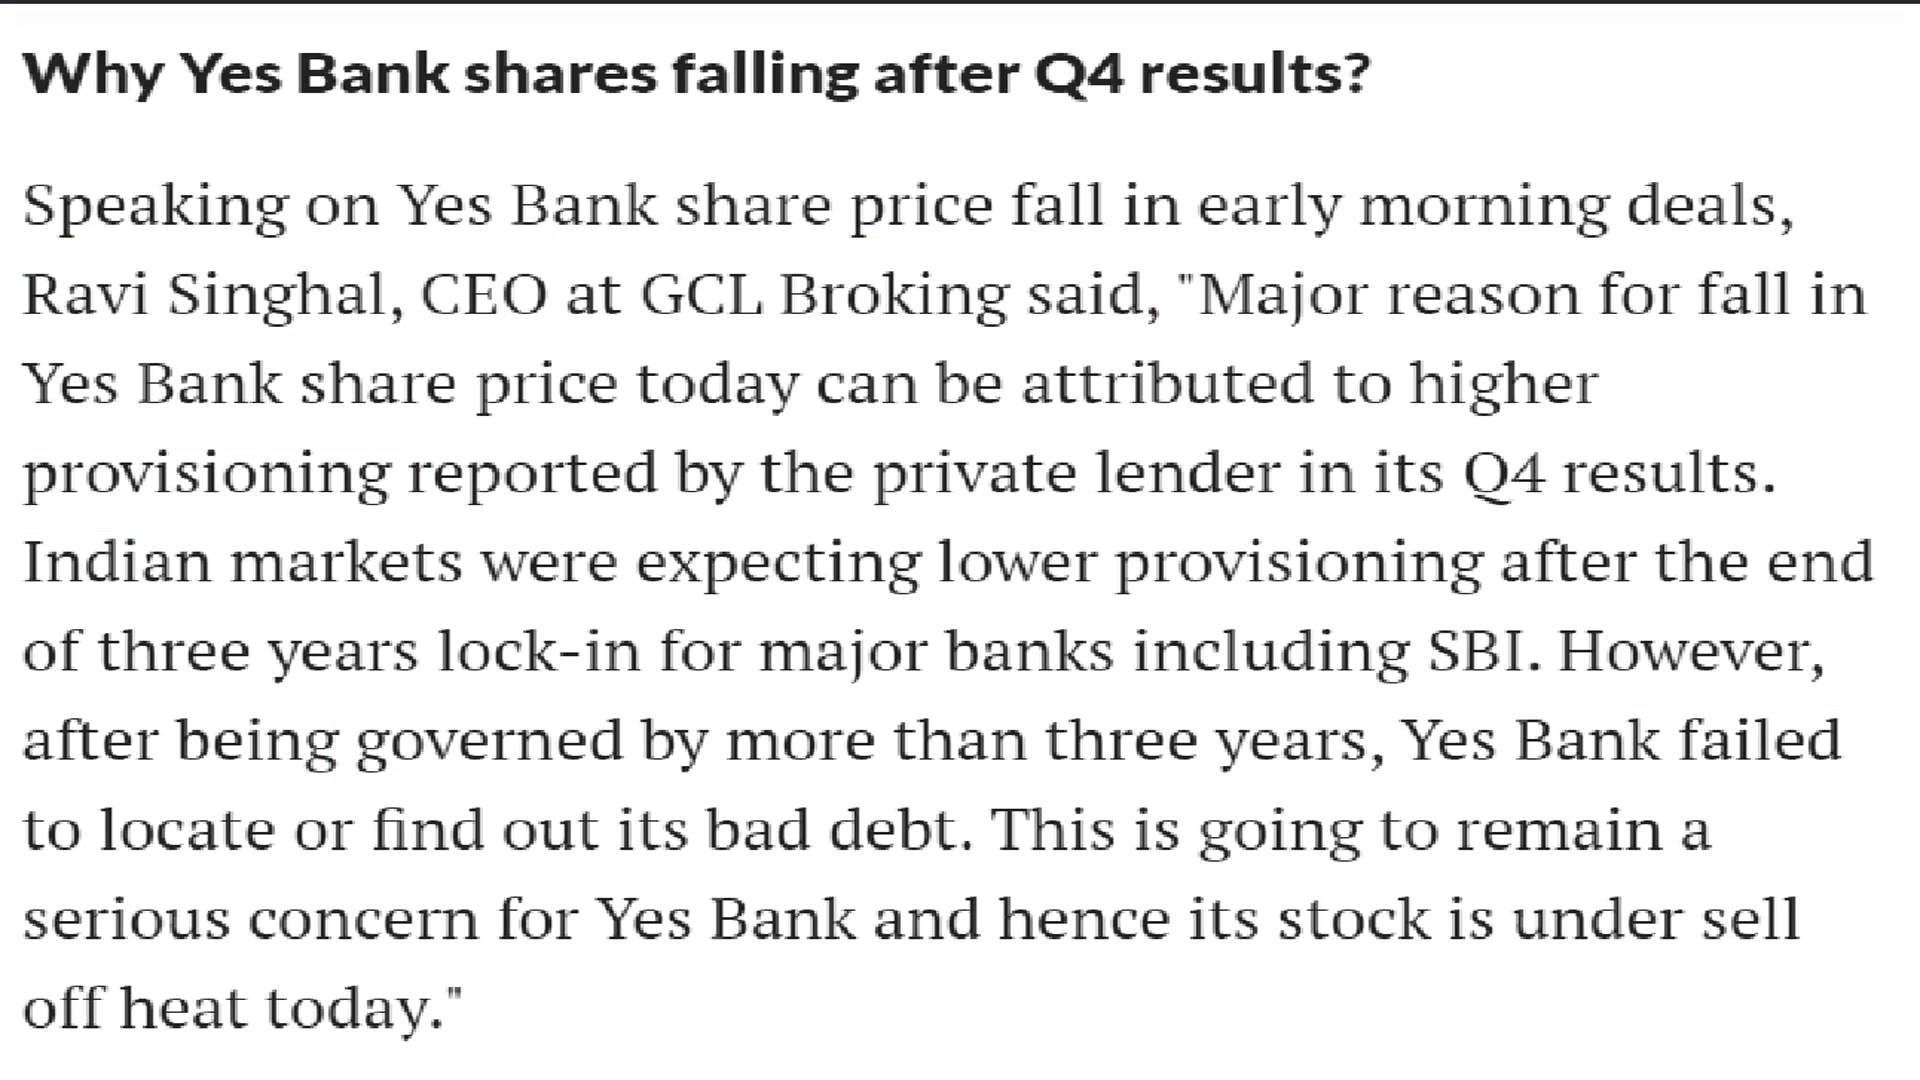 Why Yes Bank shares falling after Q4 results?
Speaking on Yes Bank share price fall in early morning deals,
Ravi Singhal, CEO at GCL Broking said, "Major reason for fall in
Yes Bank share price today can be attributed to higher
provisioning reported by the private lender in its Q4 results.
Indian markets were expecting lower provisioning after the end
of three years lock-in for major banks including SBI. However,
after being governed by more than three years, Yes Bank failed
to locate or find out its bad debt. This is going to remain a
serious concern for Yes Bank and hence its stock is under sell
off heat today."